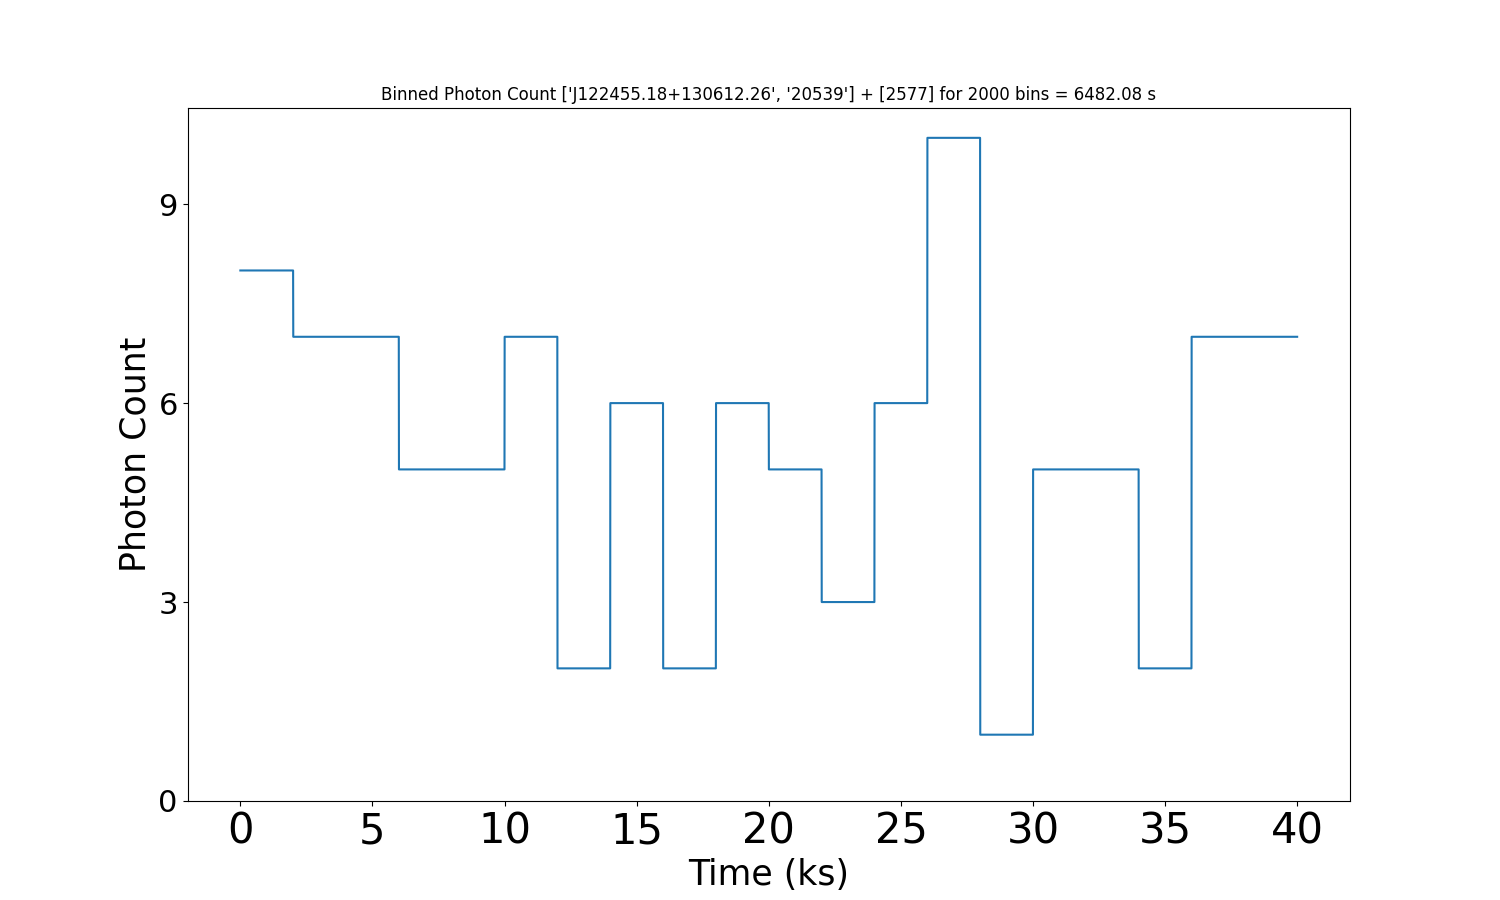 Binned Photon Count ['J122455.18+130612.26', '20539'] + [2577] for 2000 bins = 6482.08 s
Photon Count
9
6
3
0
0 5 10 15 20 25 30 35 40
Time (ks)